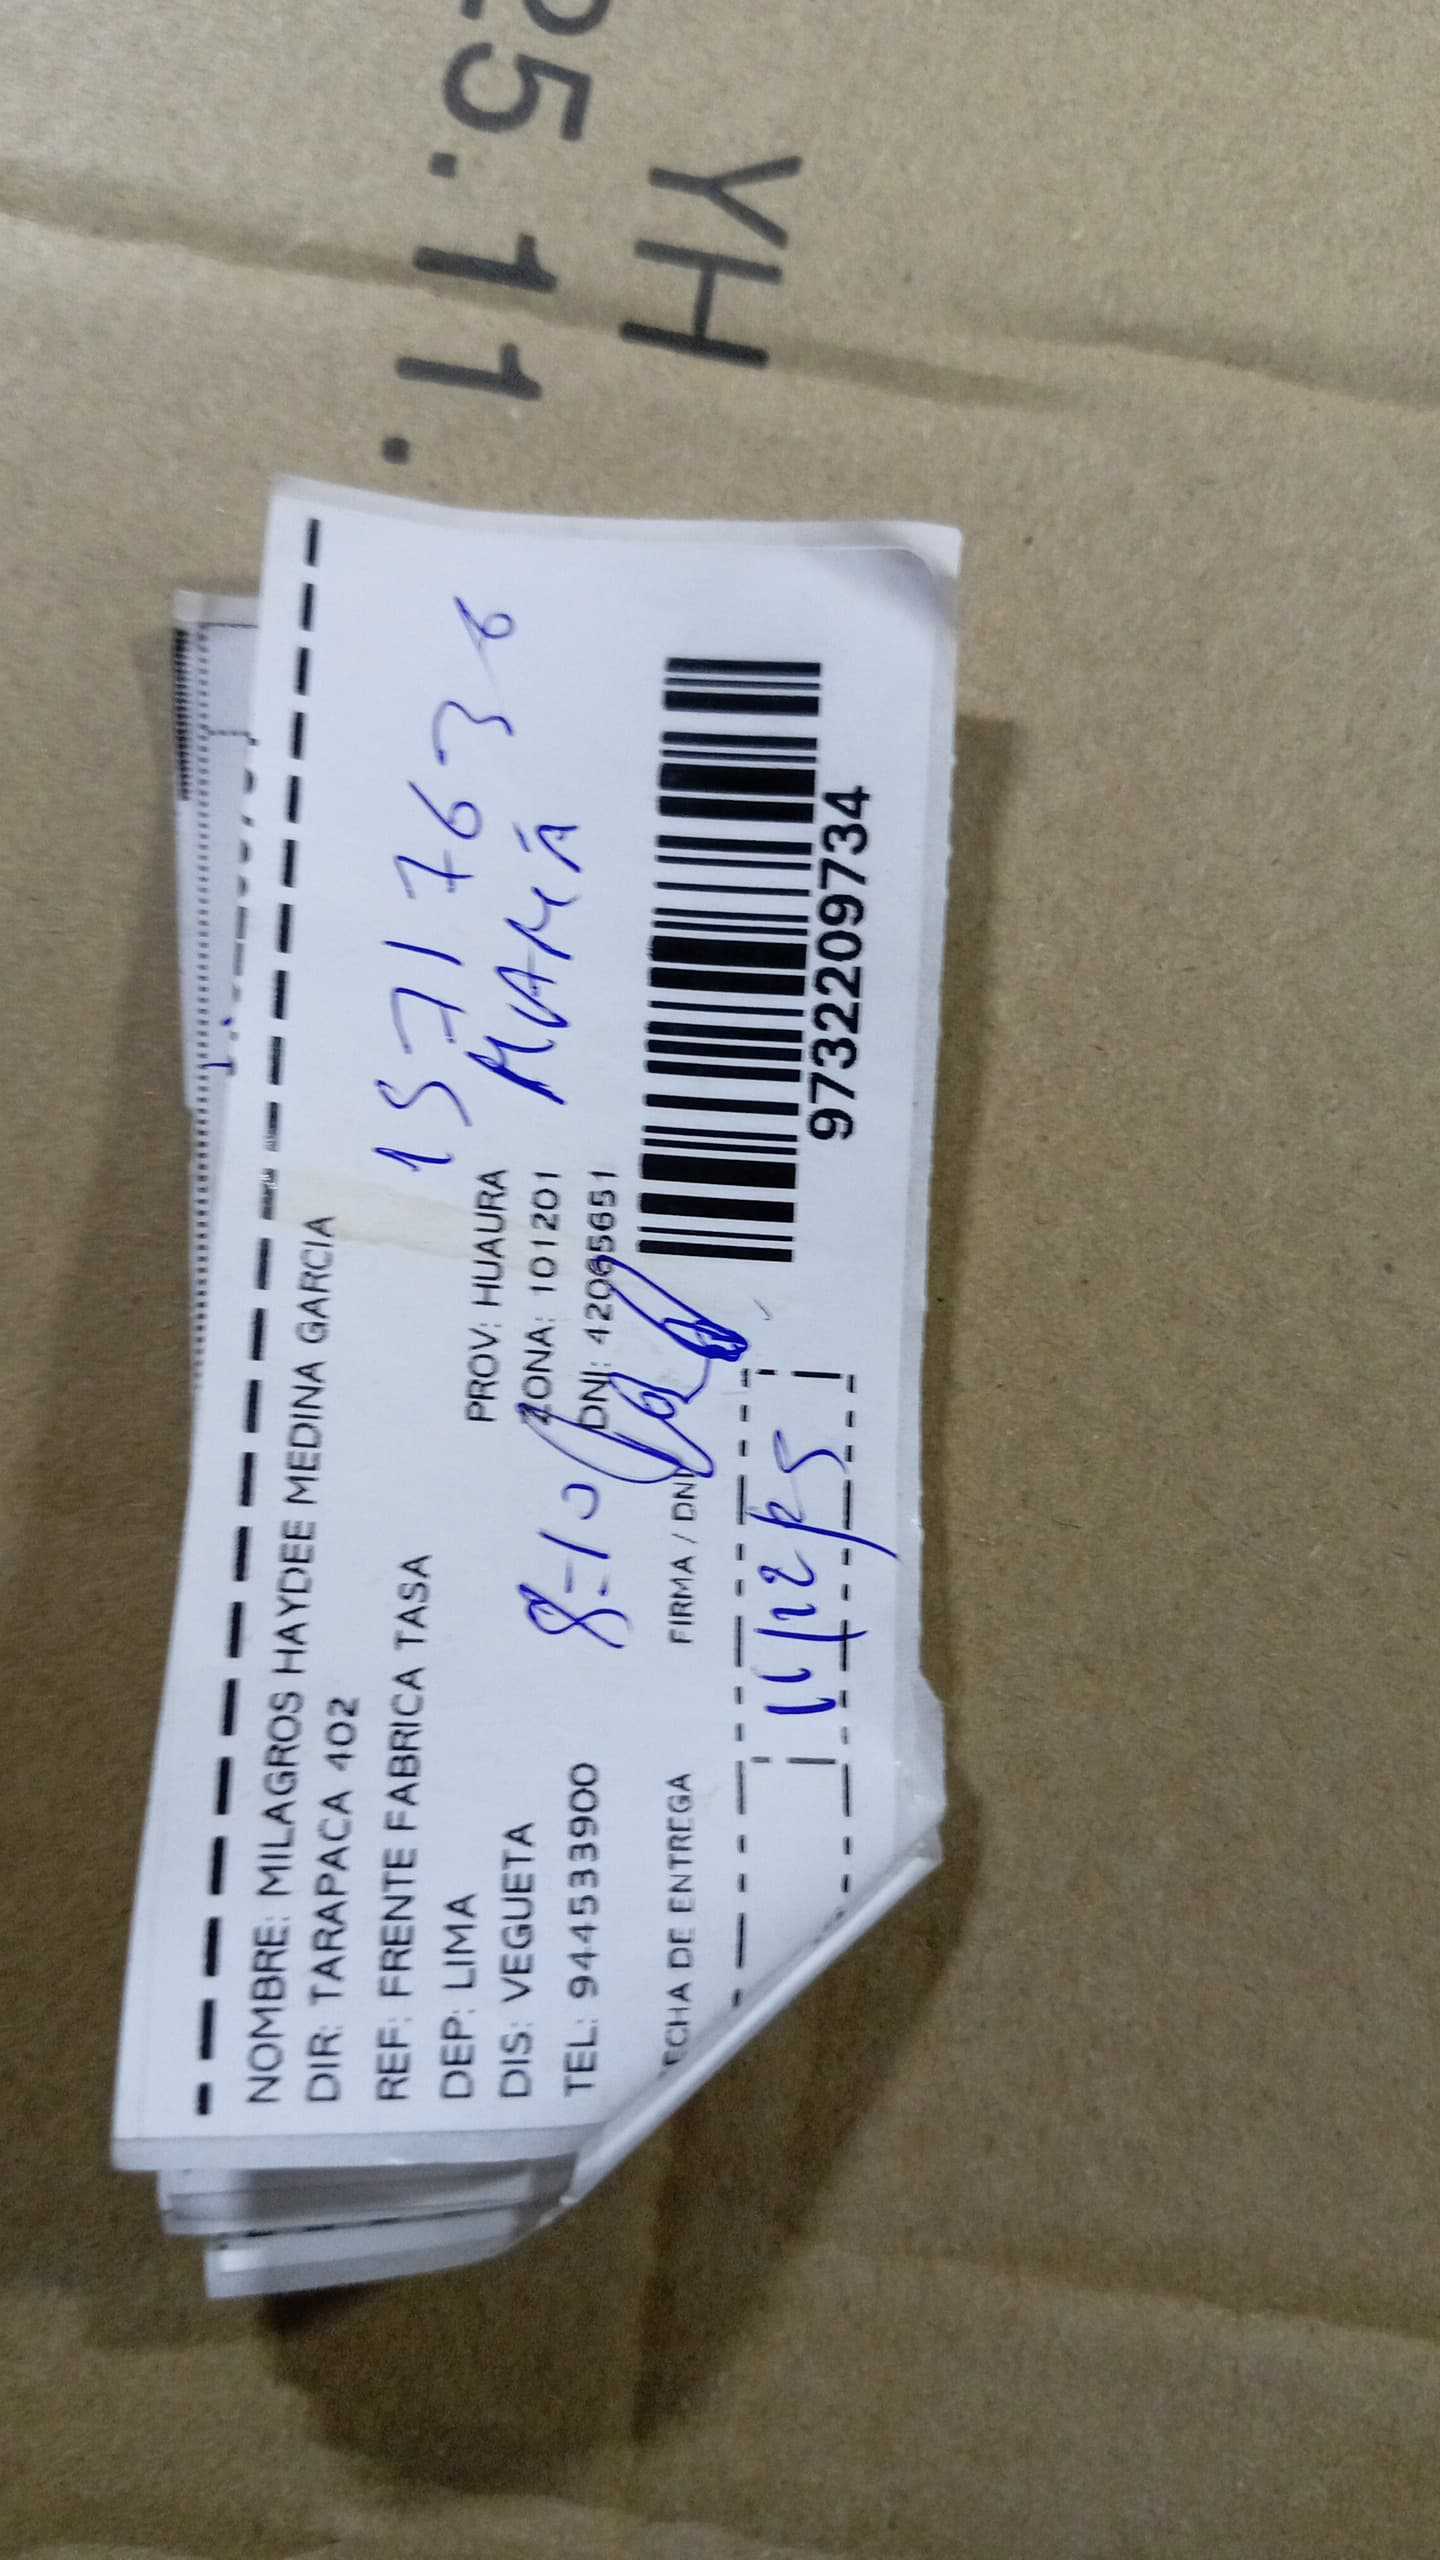 25.11.
YH
NOMBRE: MILAGROS HAYDEE MEDINA GARCIA
DIR: TARAPACA 402
REF: FRENTE FABRICA TASA
15717636
DEP: LIMA PROV: HUAURA
MAMÁ
DIS: VEGUETA ZONA: 101201
TEL: 944533900 DNI: 42065651
8-10
ECHA DE ENTREGA FIRMA / DNI
11/12/25
9732209734